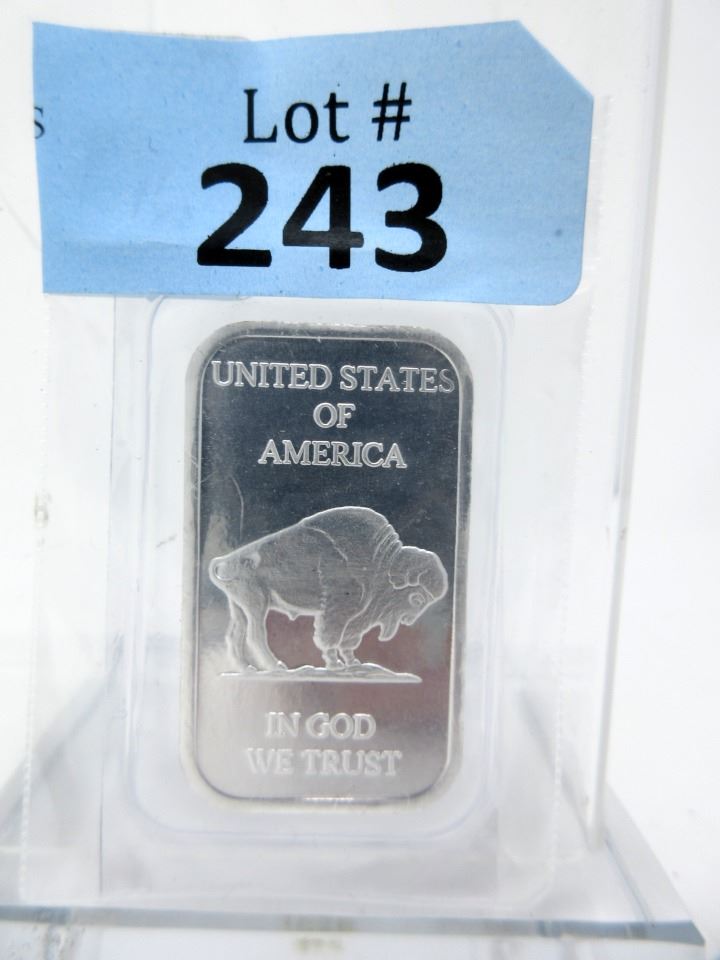 s
Lot #
243
UNITED STATES
OF
AMERICA
IN GOD
WE TRUST